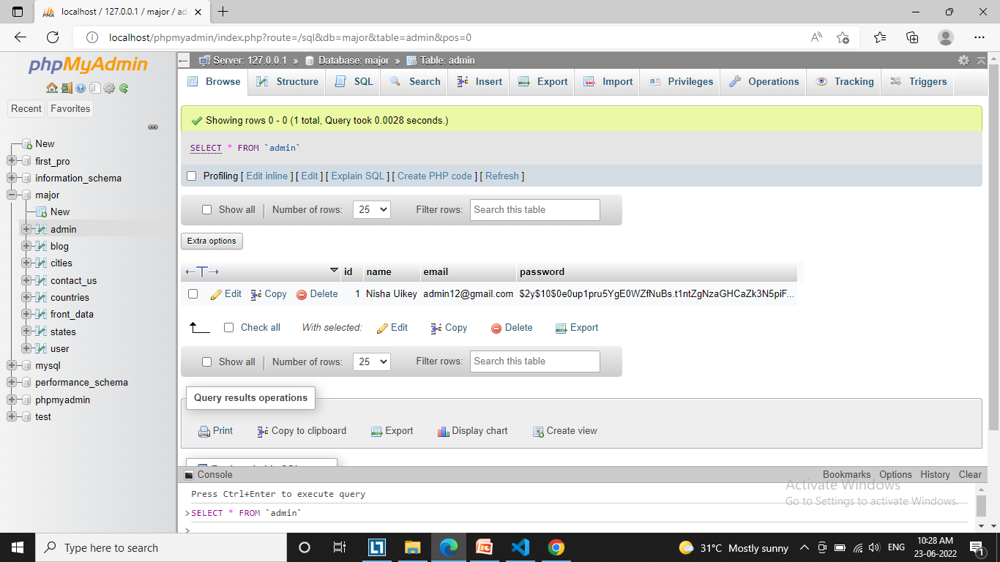 localhost / 127.0.0.1 / major / ad
localhost/phpmyadmin/index.php?route=/sql&db=major&table=admin&pos=0
phpMyAdmin
Recent Favorites
New
first_pro
information_schema
major
New
admin
blog
cities
contact_us
countries
front_data
states
user
mysql
performance_schema
phpmyadmin
test
Server: 127.0.0.1 » Database: major » Table: admin
Browse Structure SQL Search Insert Export Import Privileges Operations Tracking Triggers
Showing rows 0 - 0 (1 total, Query took 0.0028 seconds.)
SELECT * FROM `admin`
Profiling [ Edit inline ] [ Edit ] [ Explain SQL ] [ Create PHP code ] [ Refresh ]
Show all | Number of rows: 25 Filter rows: Search this table
Extra options
←T→ id name email password
Edit Copy Delete 1 Nisha Uikey admin12@gmail.com $2y$10$0e0up1pru5YgE0WZfNuBs.t1ntZgNzaGHCaZk3N5piF...
Check all With selected: Edit Copy Delete Export
Show all | Number of rows: 25 Filter rows: Search this table
Query results operations
Print Copy to clipboard Export Display chart Create view
Console Bookmarks Options History Clear
Press Ctrl+Enter to execute query
>SELECT * FROM `admin`
>
Activate Windows
Go to Settings to activate Windows.
Type here to search
31°C Mostly sunny ENG 10:28 AM
23-06-2022
1